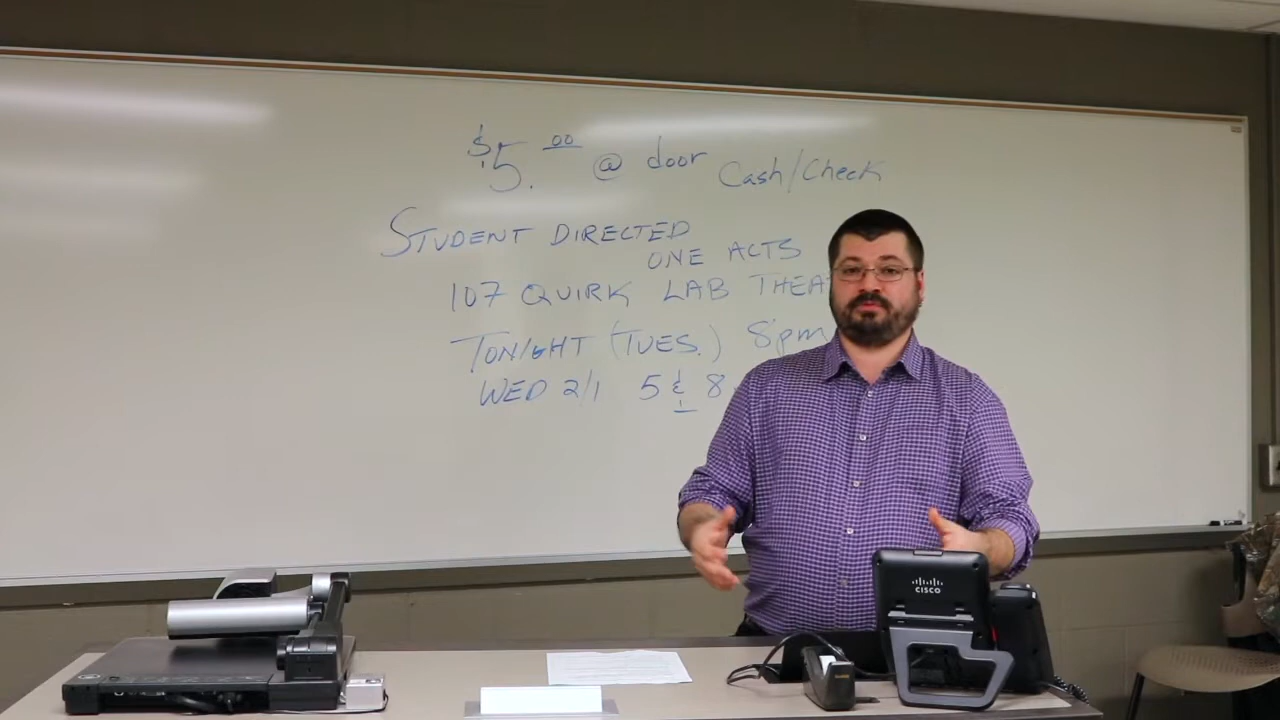 $5.00 @ door Cash/Check
STUDENT DIRECTED
ONE ACTS
107 QUIRK LAB THEA
TONIGHT (TUES.) 8pm
WED 2/1 5 & 8
CISCO